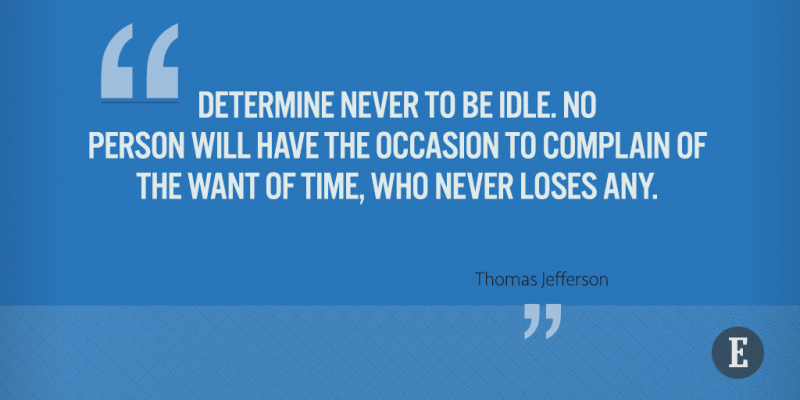 “
DETERMINE NEVER TO BE IDLE. NO
PERSON WILL HAVE THE OCCASION TO COMPLAIN OF
THE WANT OF TIME, WHO NEVER LOSES ANY.
Thomas Jefferson
”
E